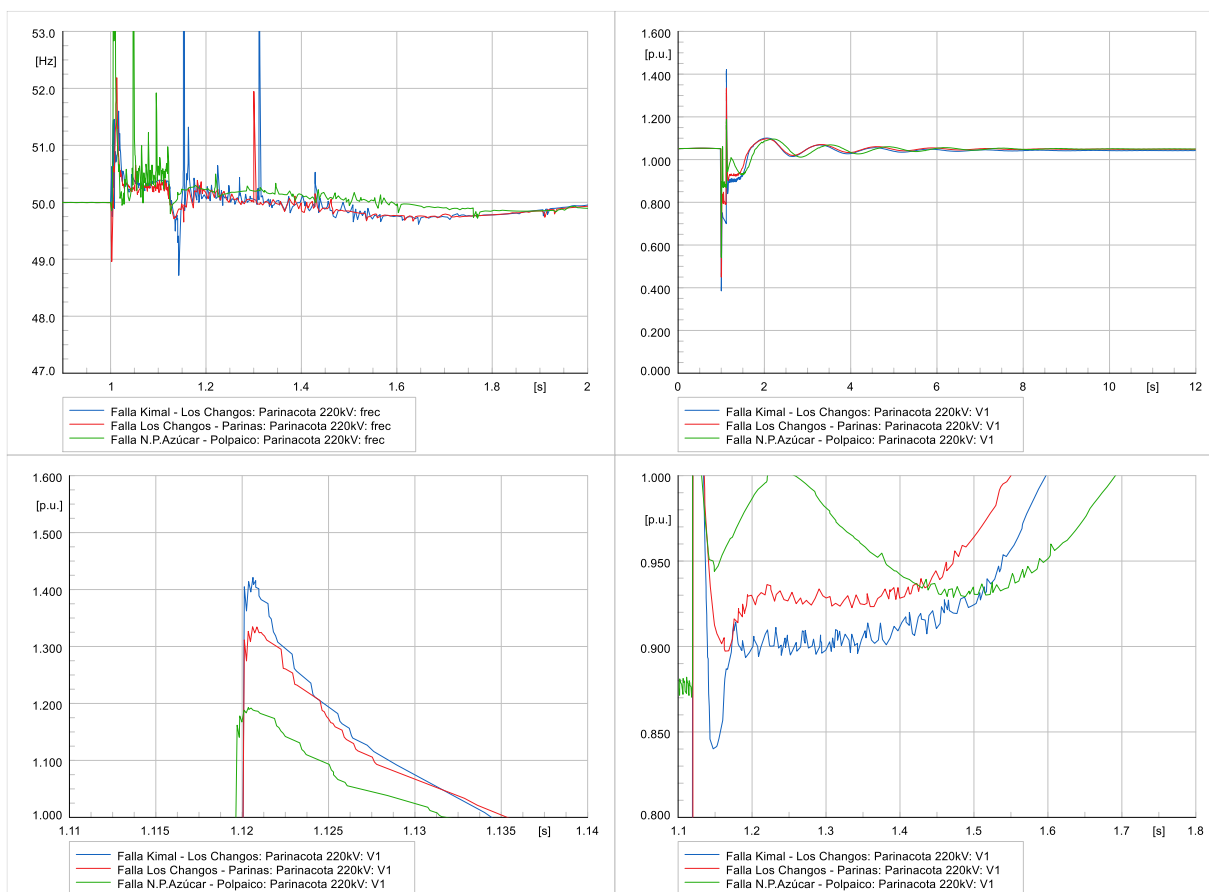 53.0
[Hz]
52.0
51.0
50.0
49.0
48.0
47.0
1 1.2 1.4 1.6 1.8 [s] 2
Falla Kimal - Los Changos: Parinacota 220kV: frec
Falla Los Changos - Parinas: Parinacota 220kV: frec
Falla N.P.Azúcar - Polpaico: Parinacota 220kV: frec
1.600
[p.u.]
1.400
1.200
1.000
0.800
0.600
0.400
0.200
0.000
0 2 4 6 8 10 [s] 12
Falla Kimal - Los Changos: Parinacota 220kV: V1
Falla Los Changos - Parinas: Parinacota 220kV: V1
Falla N.P.Azúcar - Polpaico: Parinacota 220kV: V1
1.600
[p.u.]
1.500
1.400
1.300
1.200
1.100
1.000
1.11 1.115 1.12 1.125 1.13 1.135 [s] 1.14
Falla Kimal - Los Changos: Parinacota 220kV: V1
Falla Los Changos - Parinas: Parinacota 220kV: V1
Falla N.P.Azúcar - Polpaico: Parinacota 220kV: V1
1.000
[p.u.]
0.950
0.900
0.850
0.800
1.1 1.2 1.3 1.4 1.5 1.6 1.7 [s] 1.8
Falla Kimal - Los Changos: Parinacota 220kV: V1
Falla Los Changos - Parinas: Parinacota 220kV: V1
Falla N.P.Azúcar - Polpaico: Parinacota 220kV: V1